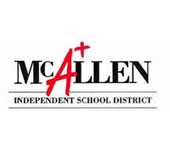 McALLEN
INDEPENDENT SCHOOL DISTRICT